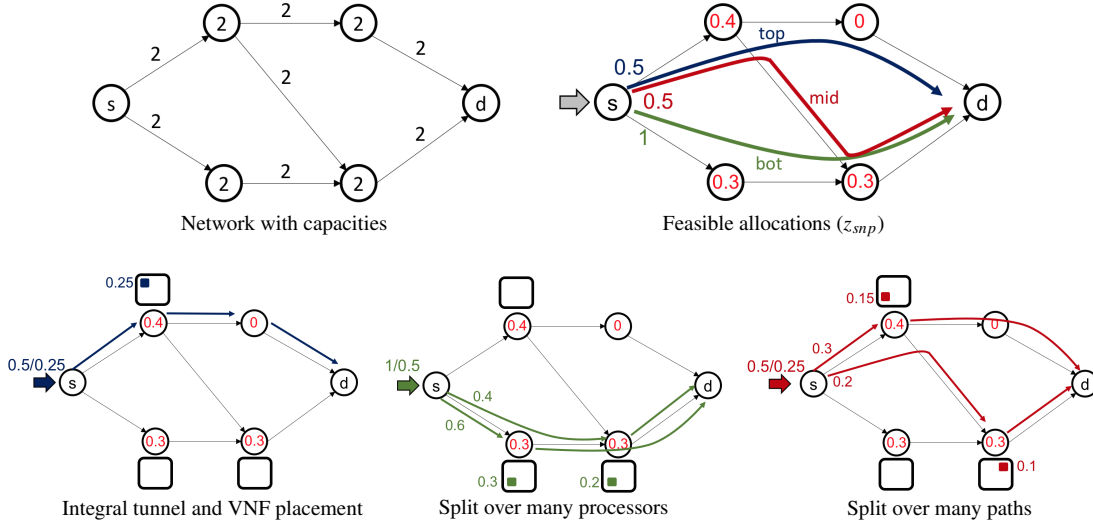 2
2
2
2
2
2
s
2
d
2
2
2
2
2
Network with capacities
0.4
0
top
0.5
s
0.5
mid
d
1
bot
0.3
0.3
Feasible allocations (z_snp)
0.25
0.4
0
0.5/0.25
s
d
0.3
0.3
Integral tunnel and VNF placement
0.4
0
1/0.5
s
0.4
d
0.6
0.3
0.3
0.3
0.2
Split over many processors
0.15
0.4
0
0.3
0.5/0.25
s
0.2
d
0.3
0.3
0.1
Split over many paths